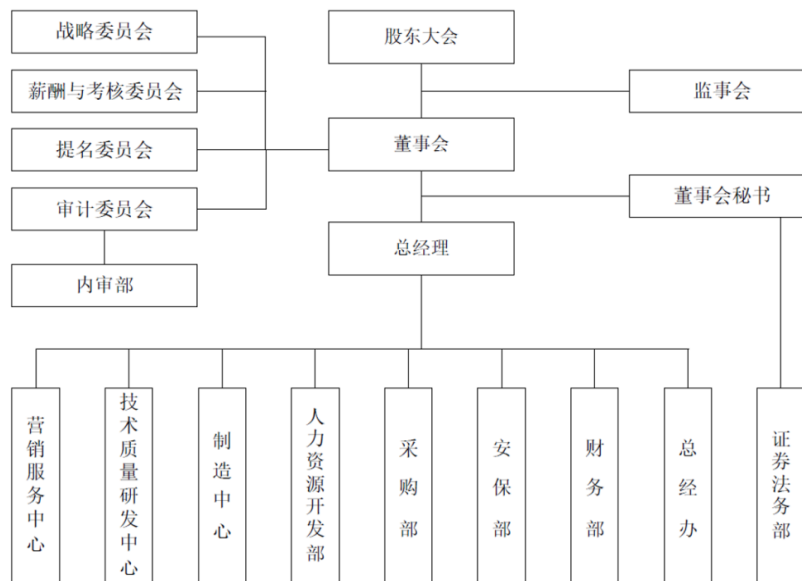 战略委员会
股东大会
薪酬与考核委员会
监事会
提名委员会
董事会
审计委员会
董事会秘书
总经理
内审部
营销服务中心
技术质量研发中心
制造中心
人力资源开发部
采购部
安保部
财务部
总经办
证券法务部